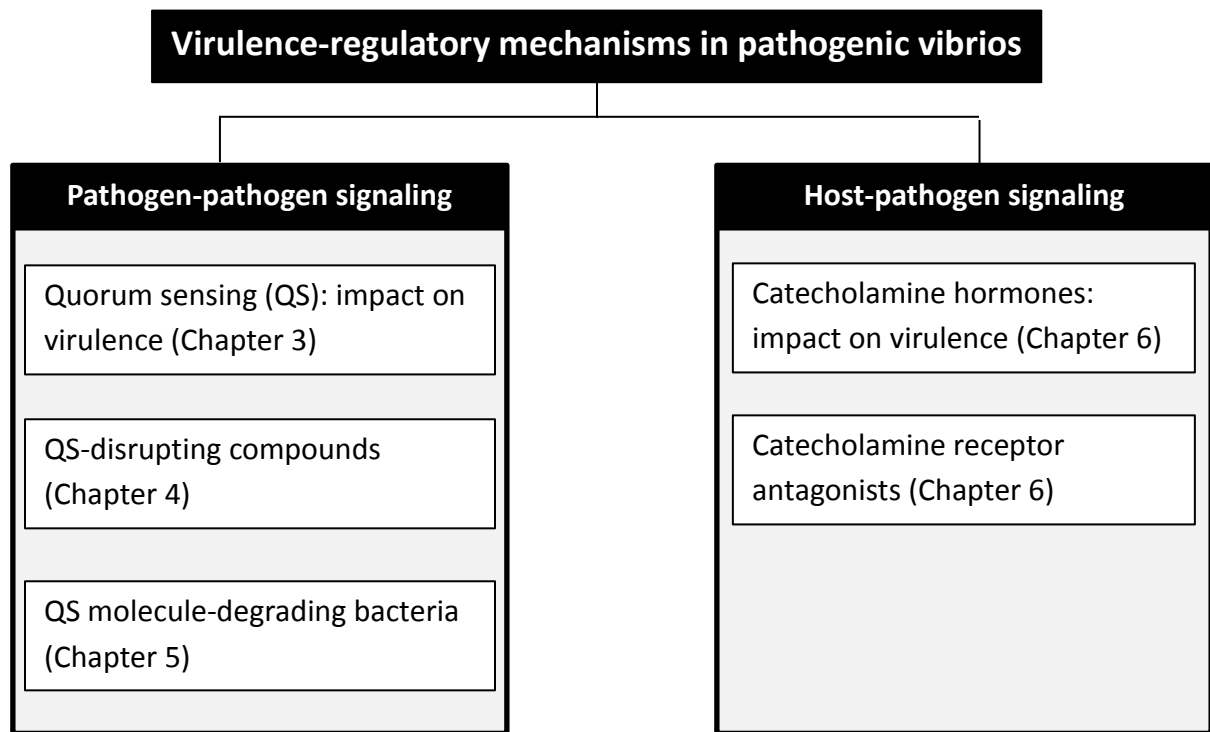 Virulence-regulatory mechanisms in pathogenic vibrios
Pathogen-pathogen signaling
Quorum sensing (QS): impact on
virulence (Chapter 3)
QS-disrupting compounds
(Chapter 4)
QS molecule-degrading bacteria
(Chapter 5)
Host-pathogen signaling
Catecholamine hormones:
impact on virulence (Chapter 6)
Catecholamine receptor
antagonists (Chapter 6)